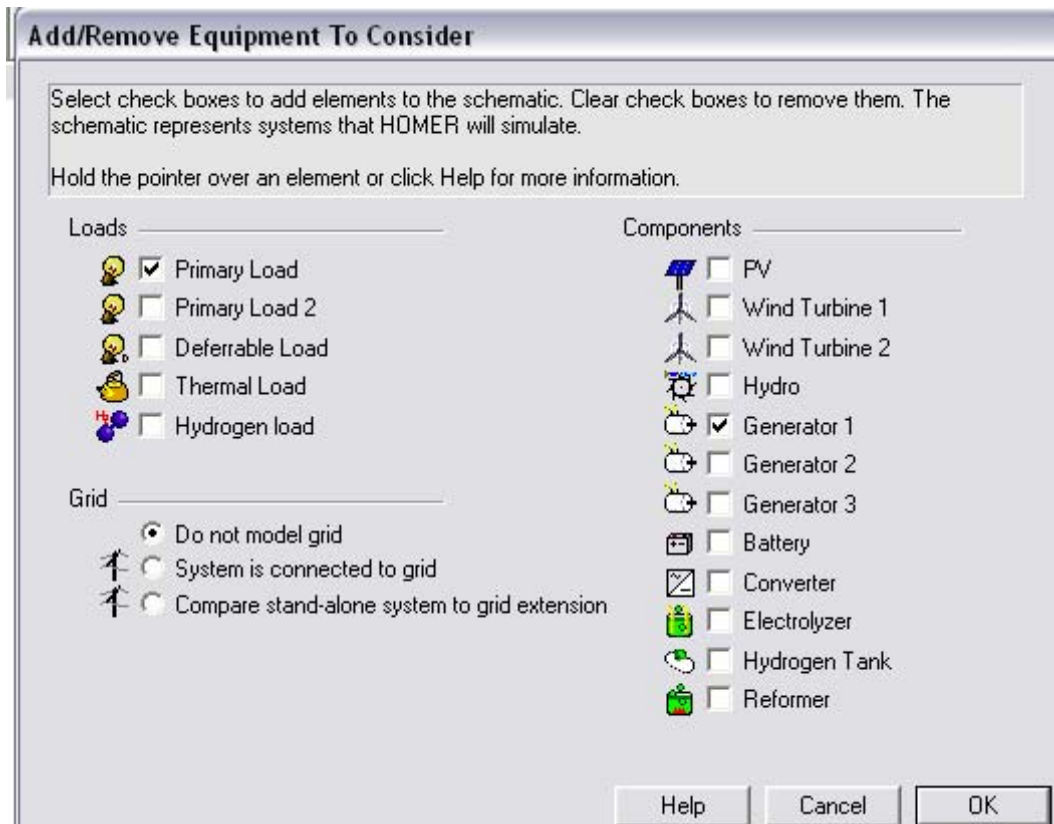 Add/Remove Equipment To Consider
Select check boxes to add elements to the schematic. Clear check boxes to remove them. The
schematic represents systems that HOMER will simulate.
Hold the pointer over an element or click Help for more information.
Loads
Primary Load
Primary Load 2
Deferrable Load
Thermal Load
Hydrogen load
Grid
Do not model grid
System is connected to grid
Compare stand-alone system to grid extension
Components
PV
Wind Turbine 1
Wind Turbine 2
Hydro
Generator 1
Generator 2
Generator 3
Battery
Converter
Electrolyzer
Hydrogen Tank
Reformer
Help
Cancel
OK